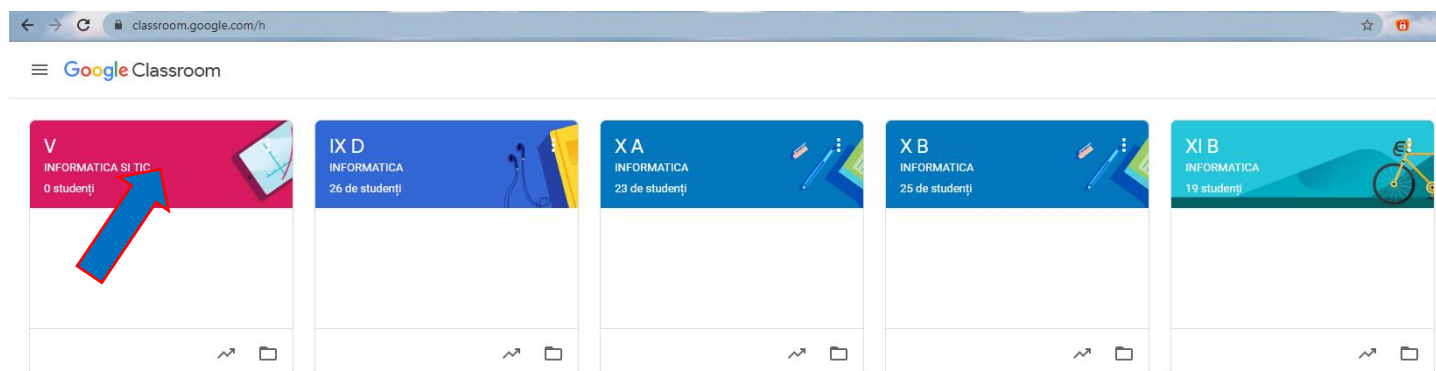 classroom.google.com/h
Google Classroom
V
INFORMATICA SI TIC
0 studenți
IX D
INFORMATICA
26 de studenți
X A
INFORMATICA
23 de studenți
X B
INFORMATICA
25 de studenți
XI B
INFORMATICA
19 studenți